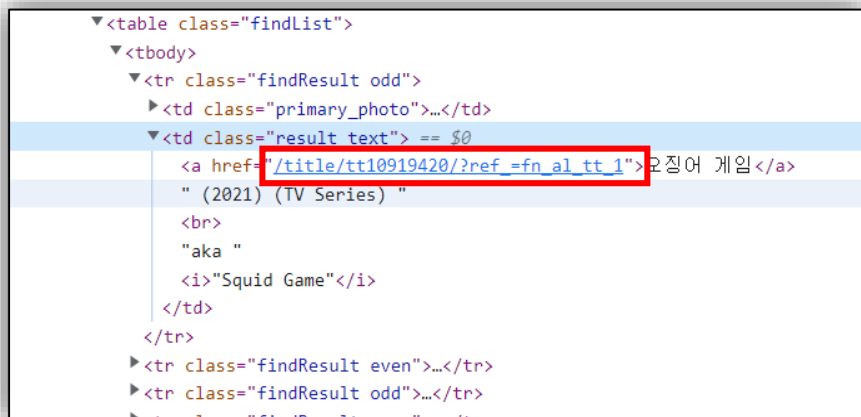 ▼<table class="findList">
▼<tbody>
▼<tr class="findResult odd">
▶<td class="primary_photo">…</td>
▼<td class="result_text"> == $0
<a href="/title/tt10919420/?ref_=fn_al_tt_1">오징어 게임</a>
" (2021) (TV Series) "
<br>
"aka "
<i>"Squid Game"</i>
</td>
</tr>
▶<tr class="findResult even">…</tr>
▶<tr class="findResult odd">…</tr>